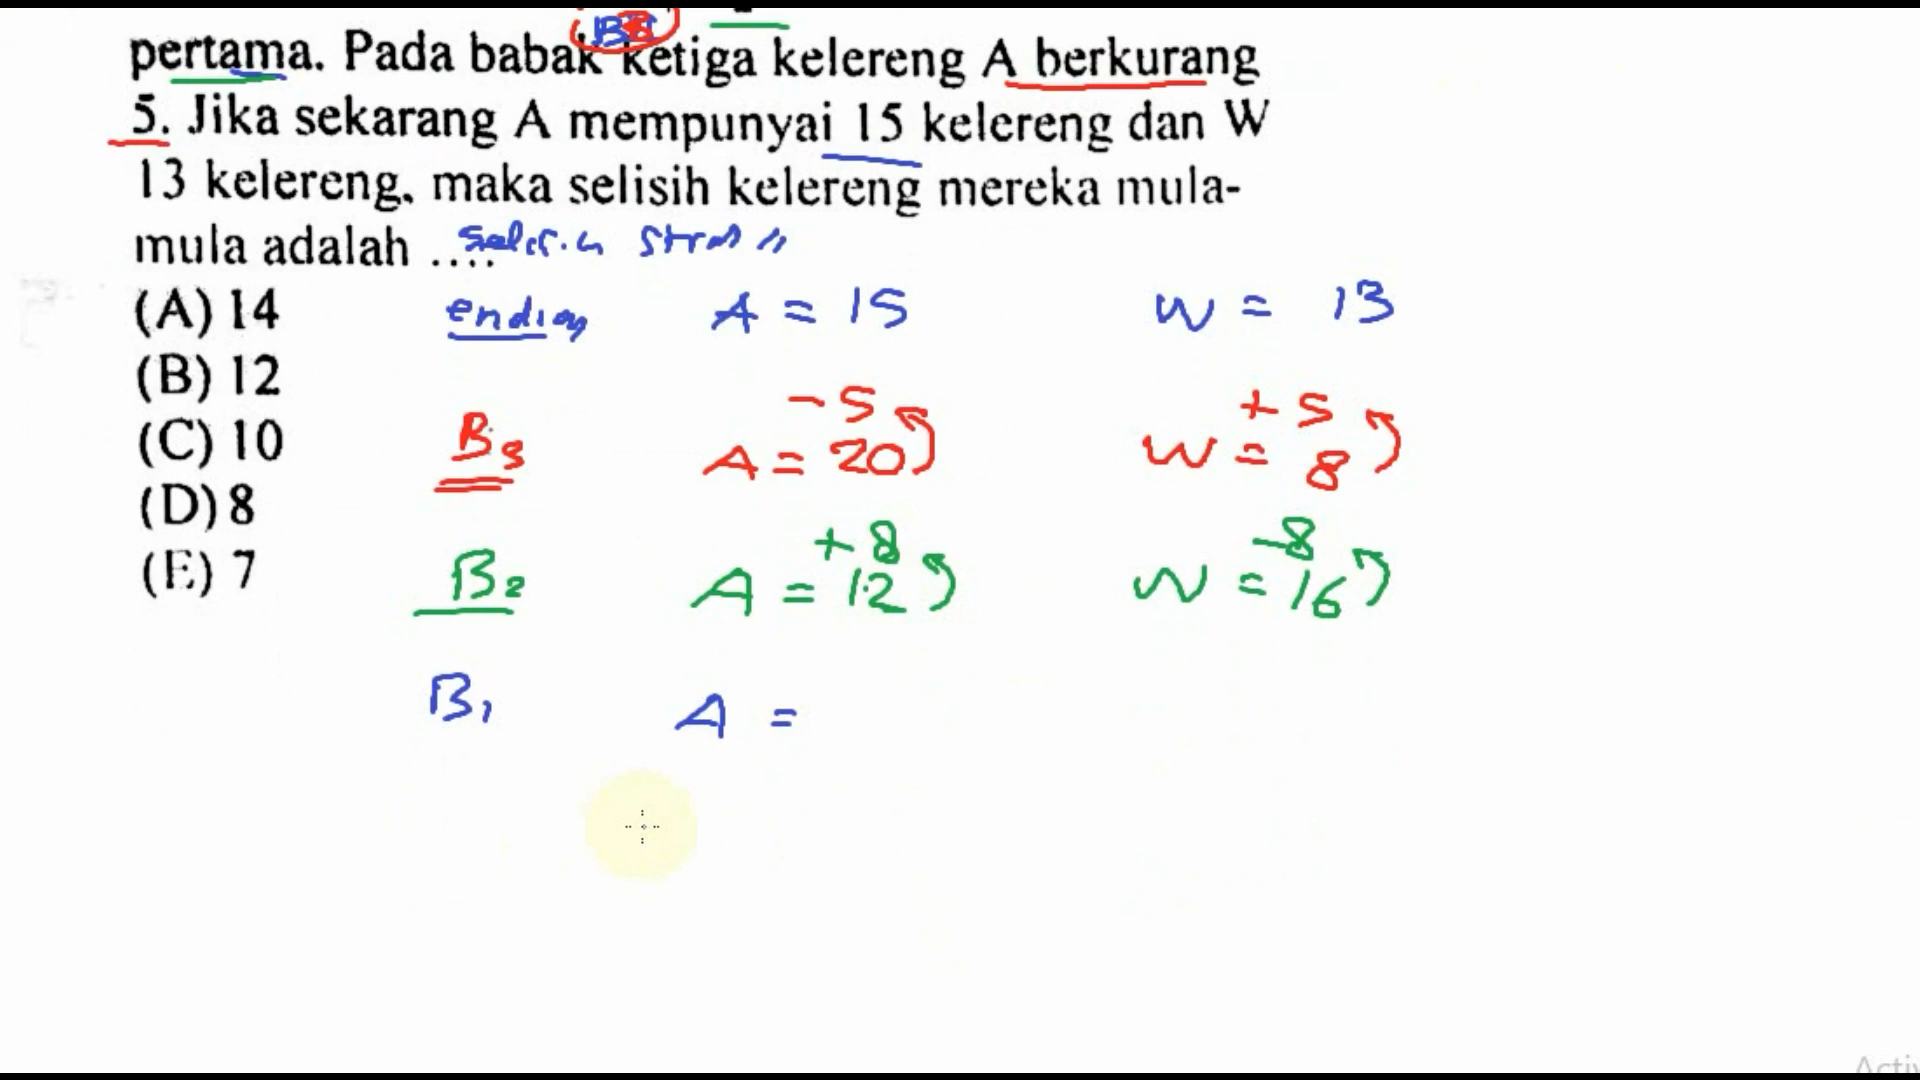 pertama. Pada babak ketiga kelereng A berkurang
5. Jika sekarang A mempunyai 15 kelereng dan W
13 kelereng, maka selisih kelereng mereka mula-
mula adalah ....
(A) 14
(B) 12
(C) 10
(D) 8
(E) 7
A = 15 W = 13
- 5 + 5
B3 A = 20 W = 8
+ 8 -8
B2 A = 12 W = 16
B1 A =